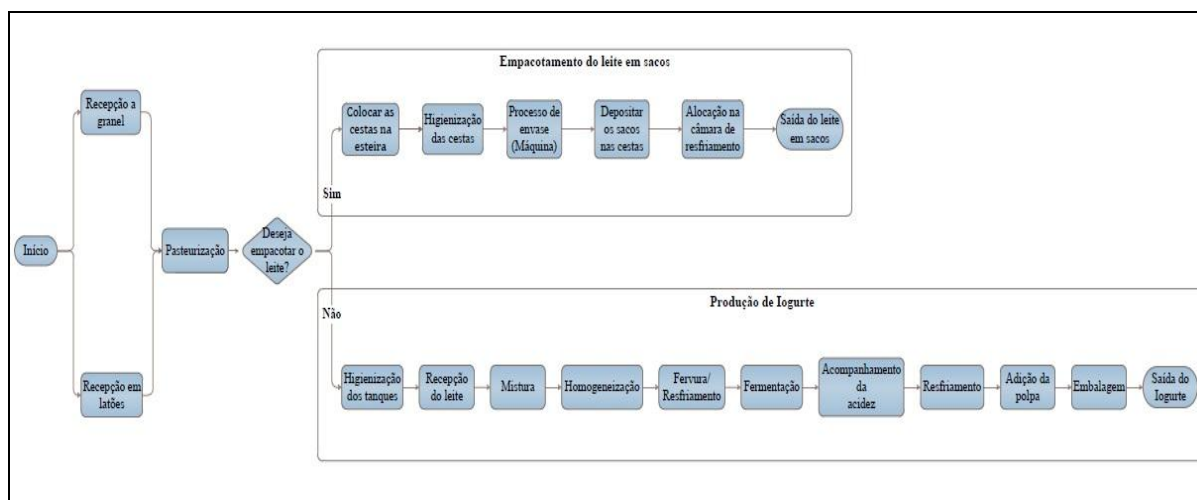 Empacotamento do leite em sacos
Recepção a
granel
Colocar as
cestas na
esteira
Higienização
das cestas
Processo de
envase
(Máquina)
Depositar
os sacos
nas cestas
Alocação na
câmara de
resfriamento
Saída do leite
em sacos
Sim
Início
Pasteurização
Deseja
empacotar o
leite?
Produção de Iogurte
Não
Recepção em
latões
Higienização
dos tanques
Recepção
do leite
Mistura
Homogeneização
Fervura/
Resfriamento
Fermentação
Acompanhamento
da
acidez
Resfriamento
Adição da
polpa
Embalagem
Saída do
Iogurte